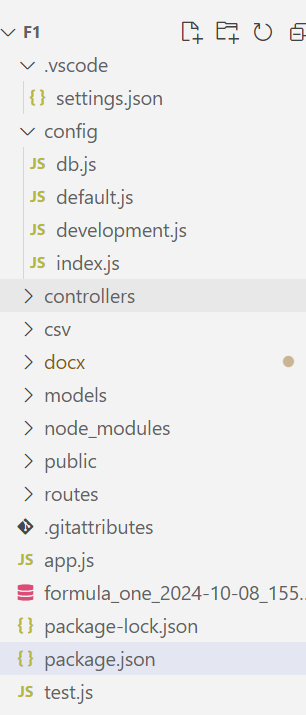 F1
.vscode
{} settings.json
config
JS db.js
JS default.js
JS development.js
JS index.js
controllers
csv
docx
models
node_modules
public
routes
.gitattributes
JS app.js
formula_one_2024-10-08_155...
{} package-lock.json
{} package.json
JS test.js